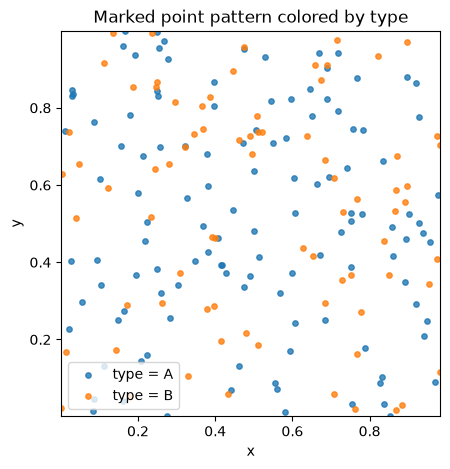 Marked point pattern colored by type
y
0.8
0.6
0.4
0.2
type = A
type = B
0.2 0.4 0.6 0.8
x